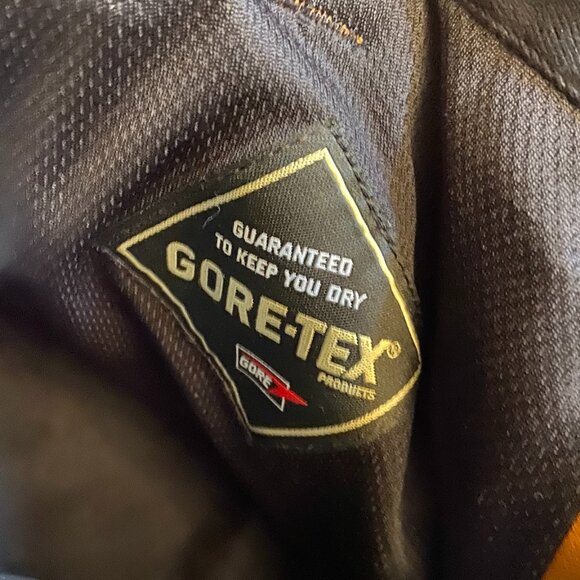 GUARANTEED
TO KEEP YOU DRY
GORE-TEX®
PRODUCTS
GORE